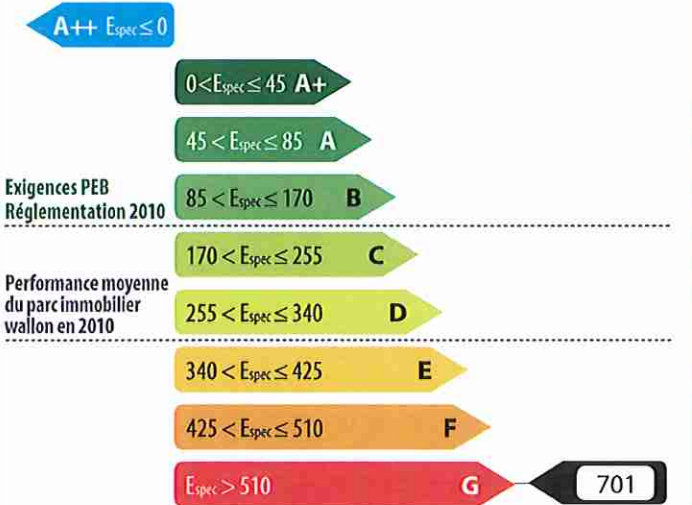 A++ Espec ≤ 0
0 < Espec ≤ 45 A+
45 < Espec ≤ 85 A
Exigences PEB
Réglementation 2010
85 < Espec ≤ 170 B
170 < Espec ≤ 255 C
Performance moyenne
du parc immobilier
wallon en 2010
255 < Espec ≤ 340 D
340 < Espec ≤ 425 E
425 < Espec ≤ 510 F
Espec > 510 G
701